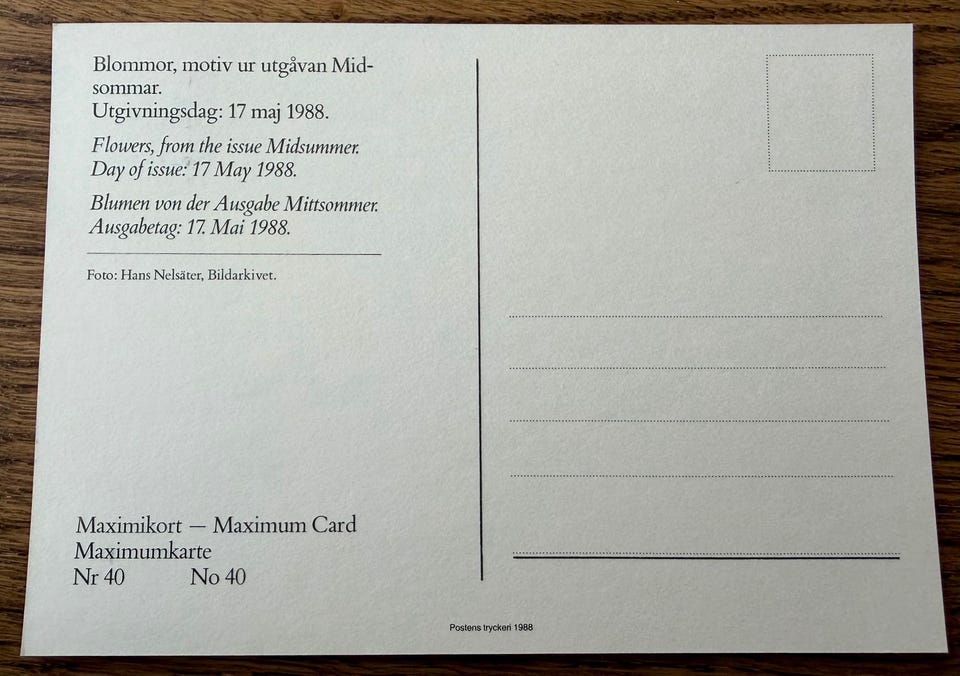 Blommor, motiv ur utgåvan Mid-
sommar.
Utgivningsdag: 17 maj 1988.
Flowers, from the issue Midsummer.
Day of issue: 17 May 1988.
Blumen von der Ausgabe Mittsommer.
Ausgabetag: 17. Mai 1988.
Foto: Hans Nelsäter, Bildarkivet.
Maximikort — Maximum Card
Maximumkarte
Nr 40 No 40
Postens tryckeri 1988